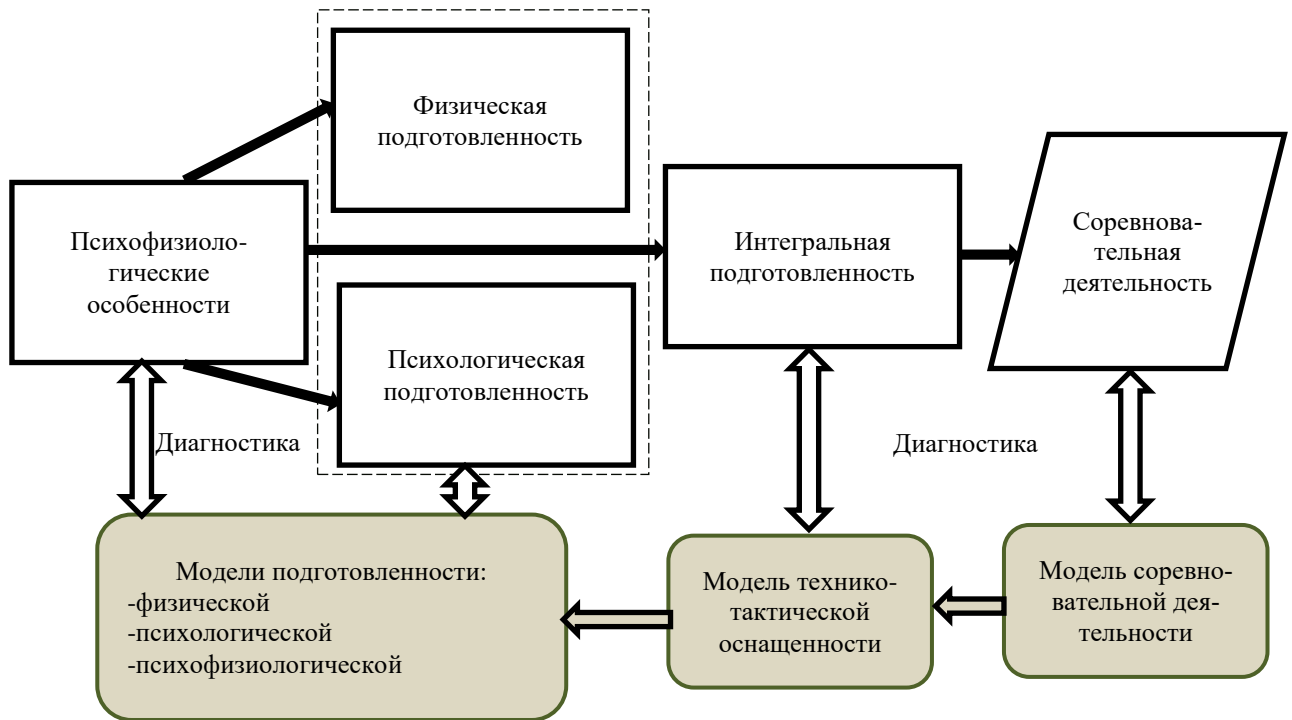 Физическая
подготовленность
Психофизиоло-
гические
особенности
Интегральная
подготовленность
Соревнова-
тельная
деятельность
Психологическая
подготовленность
Диагностика
Диагностика
Модели подготовленности:
-физической
-психологической
-психофизиологической
Модель технико-
тактической
оснащенности
Модель соревно-
вательной дея-
тельности